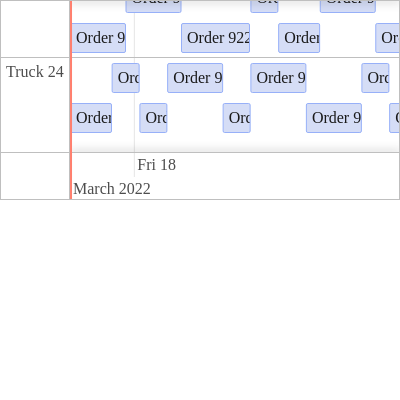 Order 9 Or Order 9
Order 9 Order 922 Order Or
Truck 24 Ord Order 9 Order 9 Ord
Order Ord Ord Order 9
Fri 18
March 2022